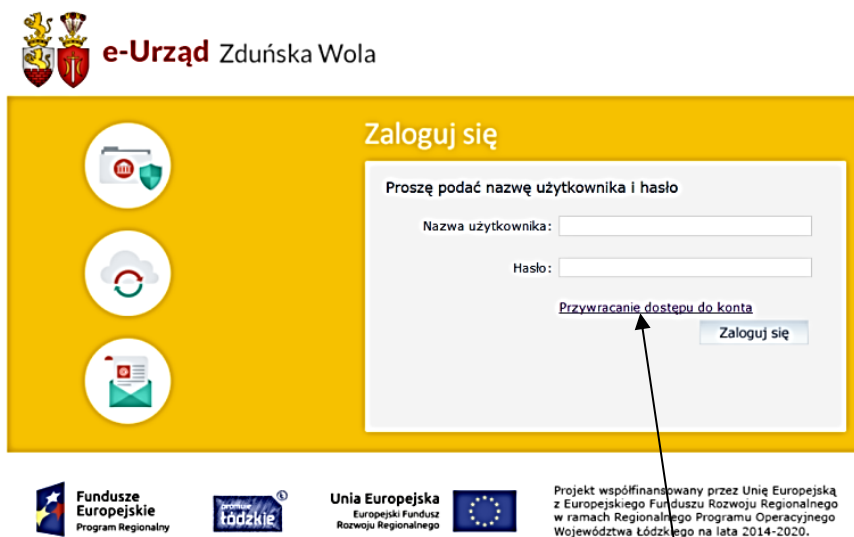 e-Urząd Zduńska Wola
Zaloguj się
Proszę podać nazwę użytkownika i hasło
Nazwa użytkownika:
Hasło:
Przywracanie dostępu do konta
Zaloguj się
Fundusze
Europejskie
Program Regionalny
promuje
łódzkie
Unia Europejska
Europejski Fundusz
Rozwoju Regionalnego
Projekt współfinansowany przez Unię Europejską
z Europejskiego Funduszu Rozwoju Regionalnego
w ramach Regionalnego Programu Operacyjnego
Województwa Łódzkiego na lata 2014-2020.